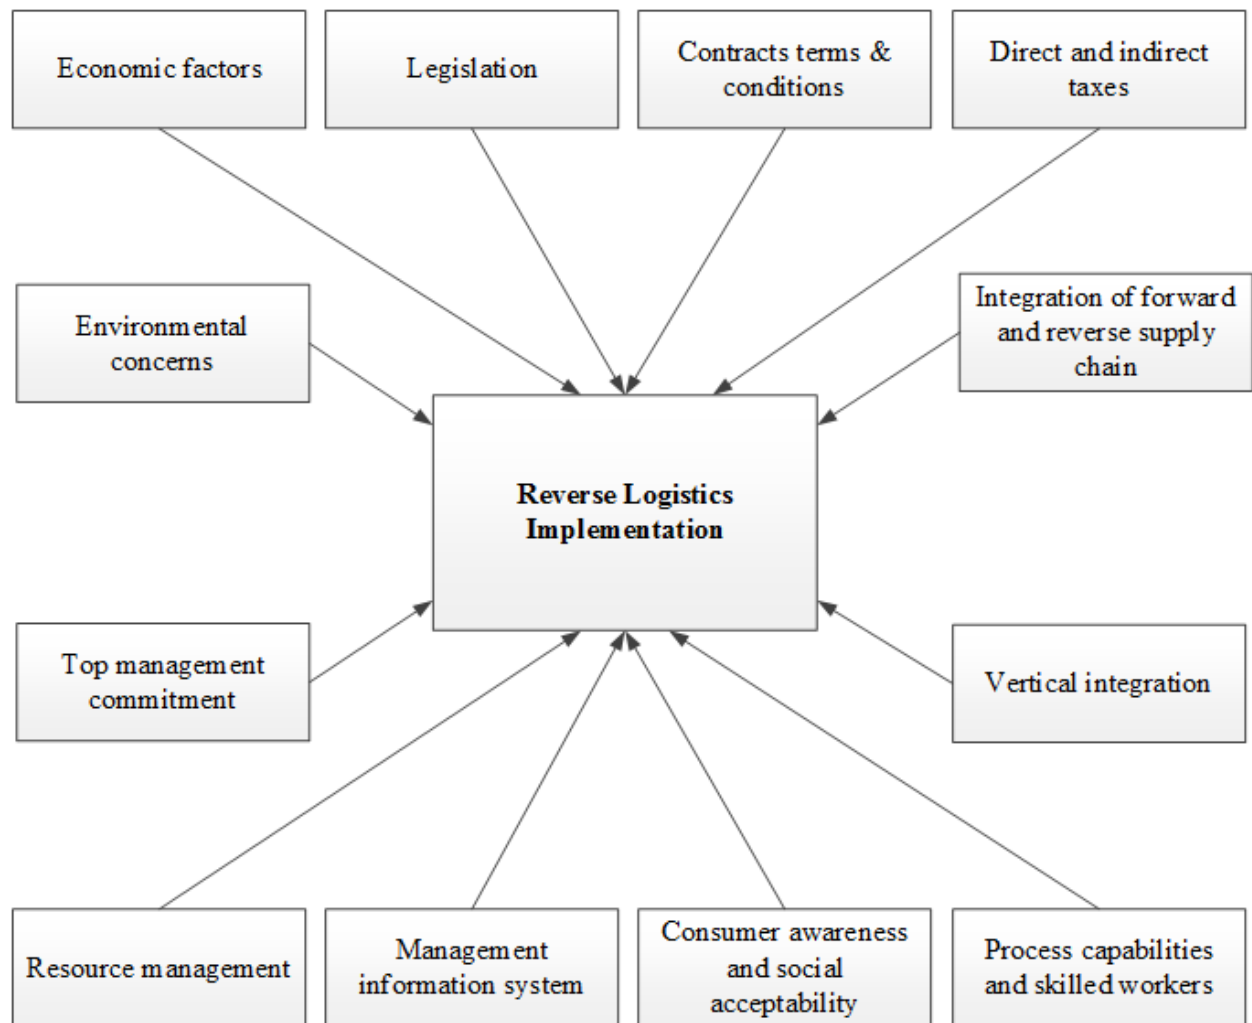 Economic factors
Legislation
Contracts terms &
conditions
Direct and indirect
taxes
Environmental
concerns
Integration of forward
and reverse supply
chain
Reverse Logistics
Implementation
Top management
commitment
Vertical integration
Resource management
Management
information system
Consumer awareness
and social
acceptability
Process capabilities
and skilled workers